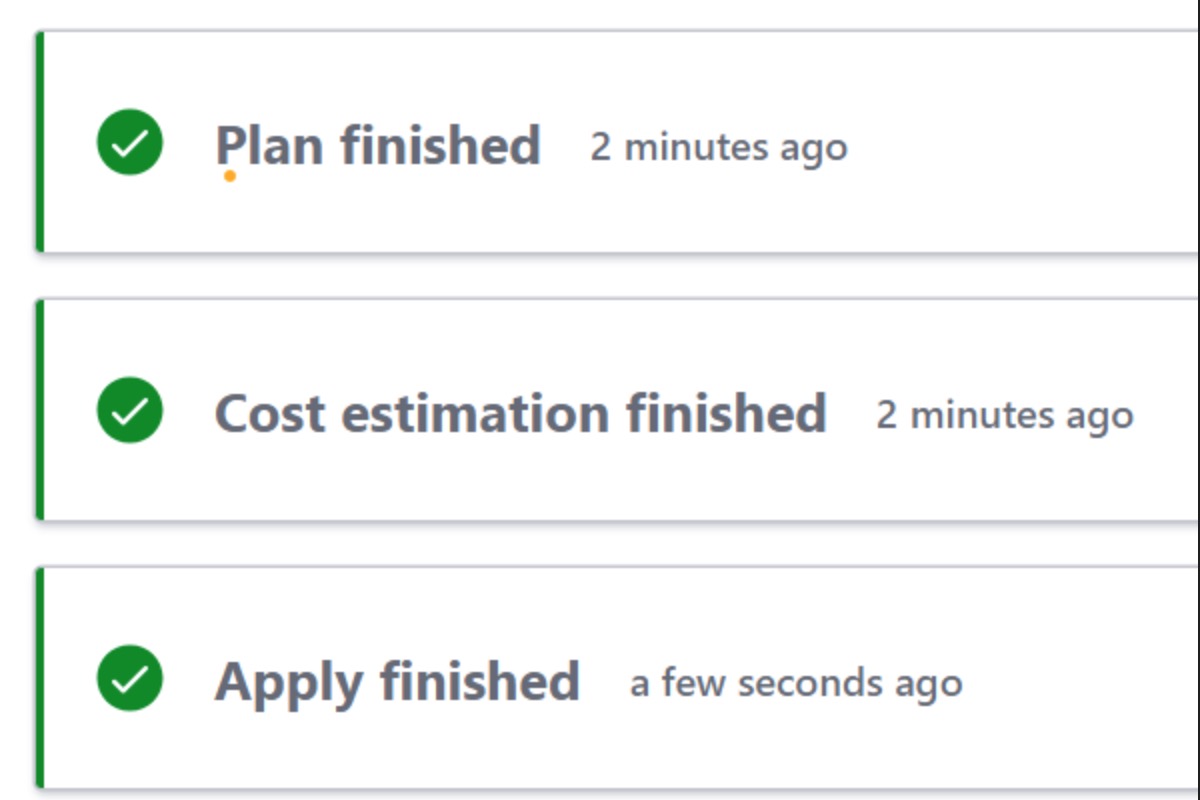 Plan finished 2 minutes ago
Cost estimation finished 2 minutes ago
Apply finished a few seconds ago